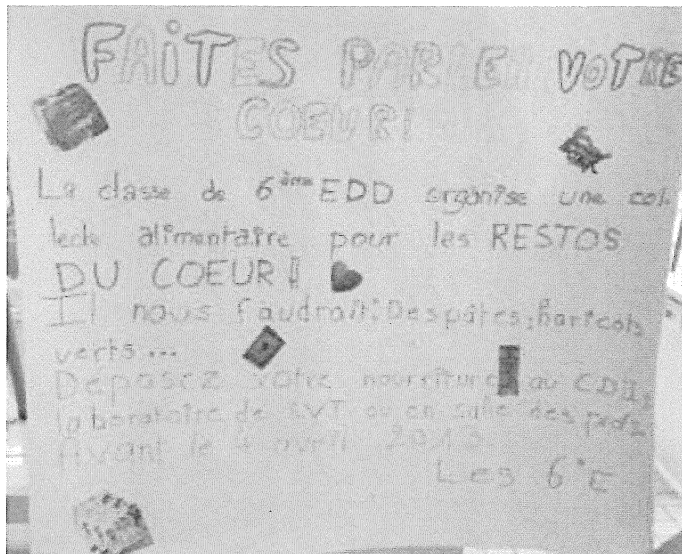 FAITES PARLER VOTRE
COEUR!
La classe de 6ème EDD organise une col-
lecte alimentaire pour les RESTOS
DU COEUR!
Il nous faudrait: Des pâtes, haricots
verts...
Déposez votre nourriture au CDI,
laboratoire de SVT ou en salle des profs
Avant le 4 avril 2013.
Les 6°E